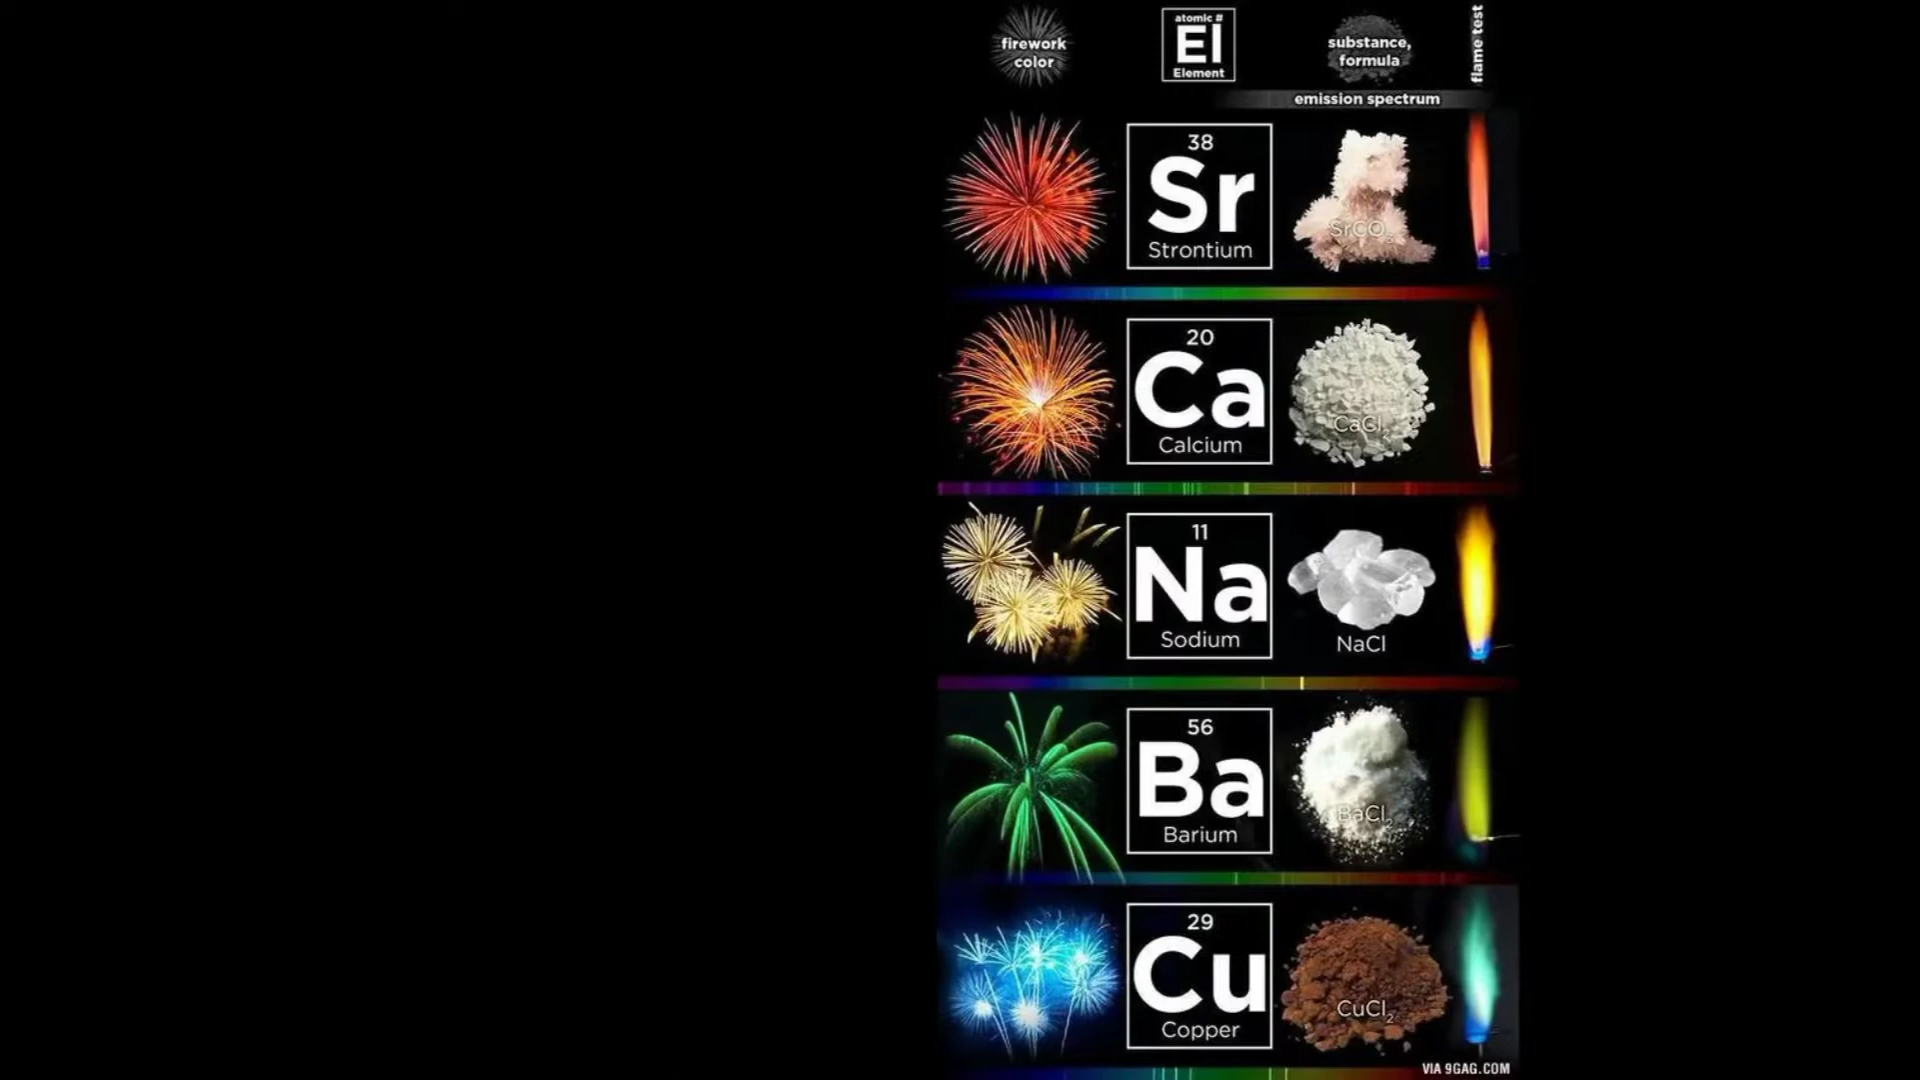 firework
color
atomic #
El
Element
substance,
formula
flame test
emission spectrum
38
Sr
Strontium
SrCO₂
20
Ca
Calcium
CaCl₂
11
Na
Sodium
NaCl
56
Ba
Barium
BaCl₂
29
Cu
Copper
CuCl₂
VIA 9GAG.COM